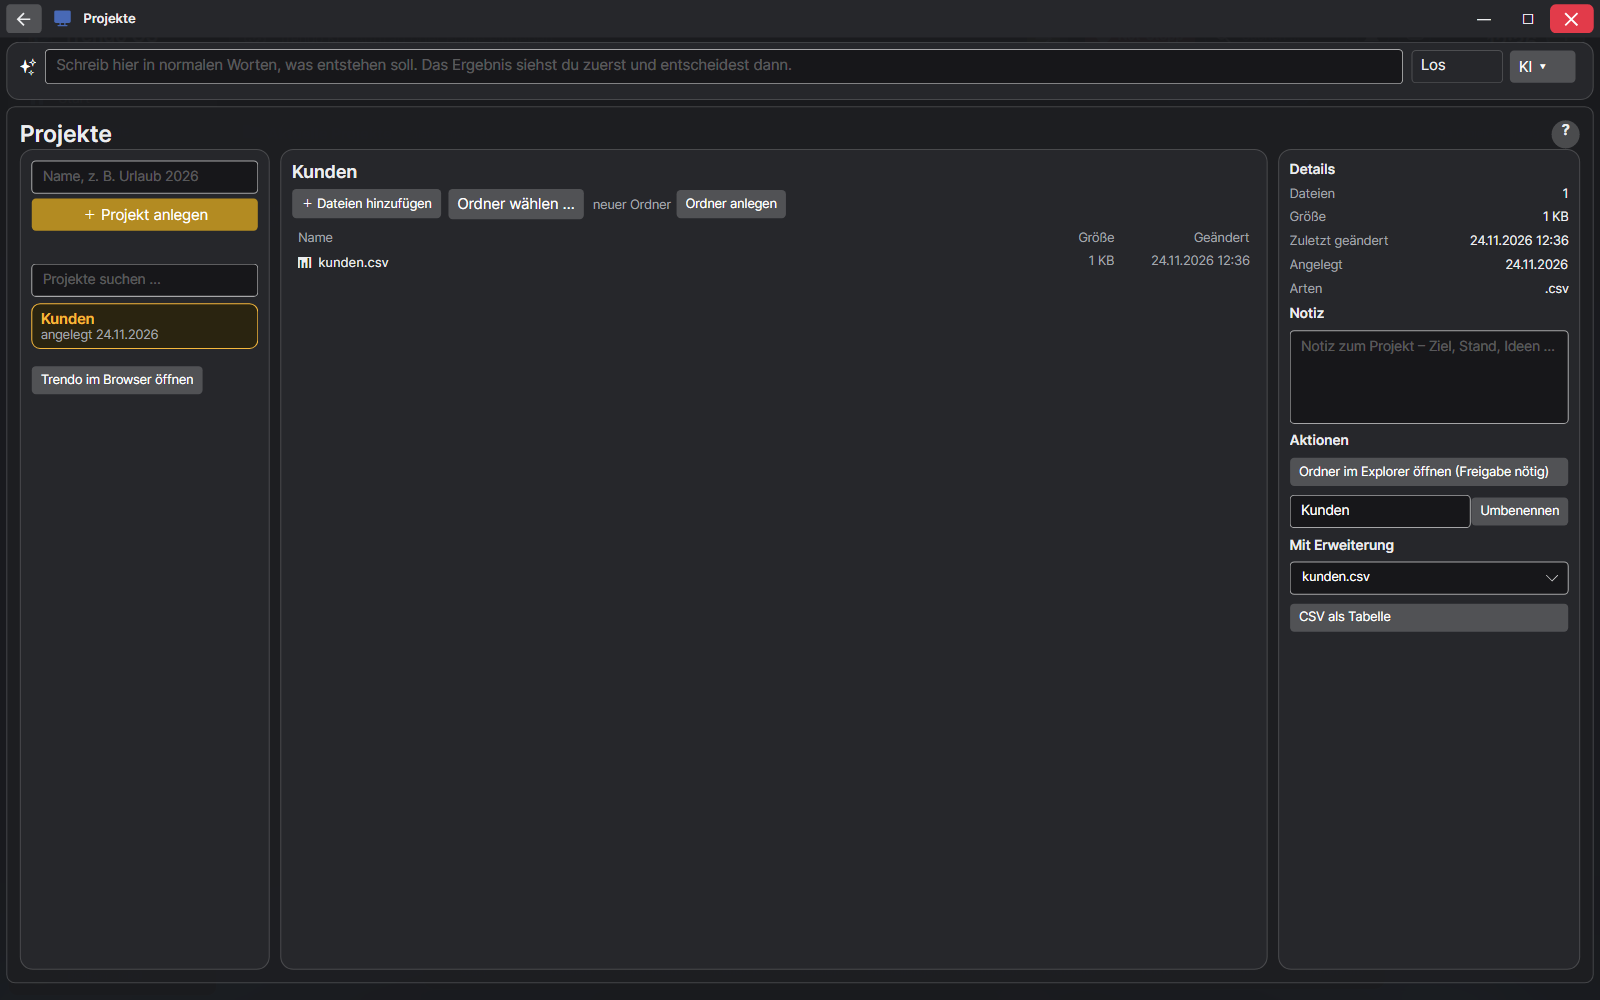 Projekte
Schreib hier in normalen Worten, was entstehen soll. Das Ergebnis siehst du zuerst und entscheidest dann.
Los
KI ▾
Projekte
?
Name, z. B. Urlaub 2026
+ Projekt anlegen
Projekte suchen ...
Kunden
angelegt 24.11.2026
Trendo im Browser öffnen
Kunden
+ Dateien hinzufügen
Ordner wählen ...
neuer Ordner
Ordner anlegen
Name Größe Geändert
kunden.csv 1 KB 24.11.2026 12:36
Details
Dateien 1
Größe 1 KB
Zuletzt geändert 24.11.2026 12:36
Angelegt 24.11.2026
Arten .csv
Notiz
Notiz zum Projekt – Ziel, Stand, Ideen ...
Aktionen
Ordner im Explorer öffnen (Freigabe nötig)
Kunden Umbenennen
Mit Erweiterung
kunden.csv
CSV als Tabelle